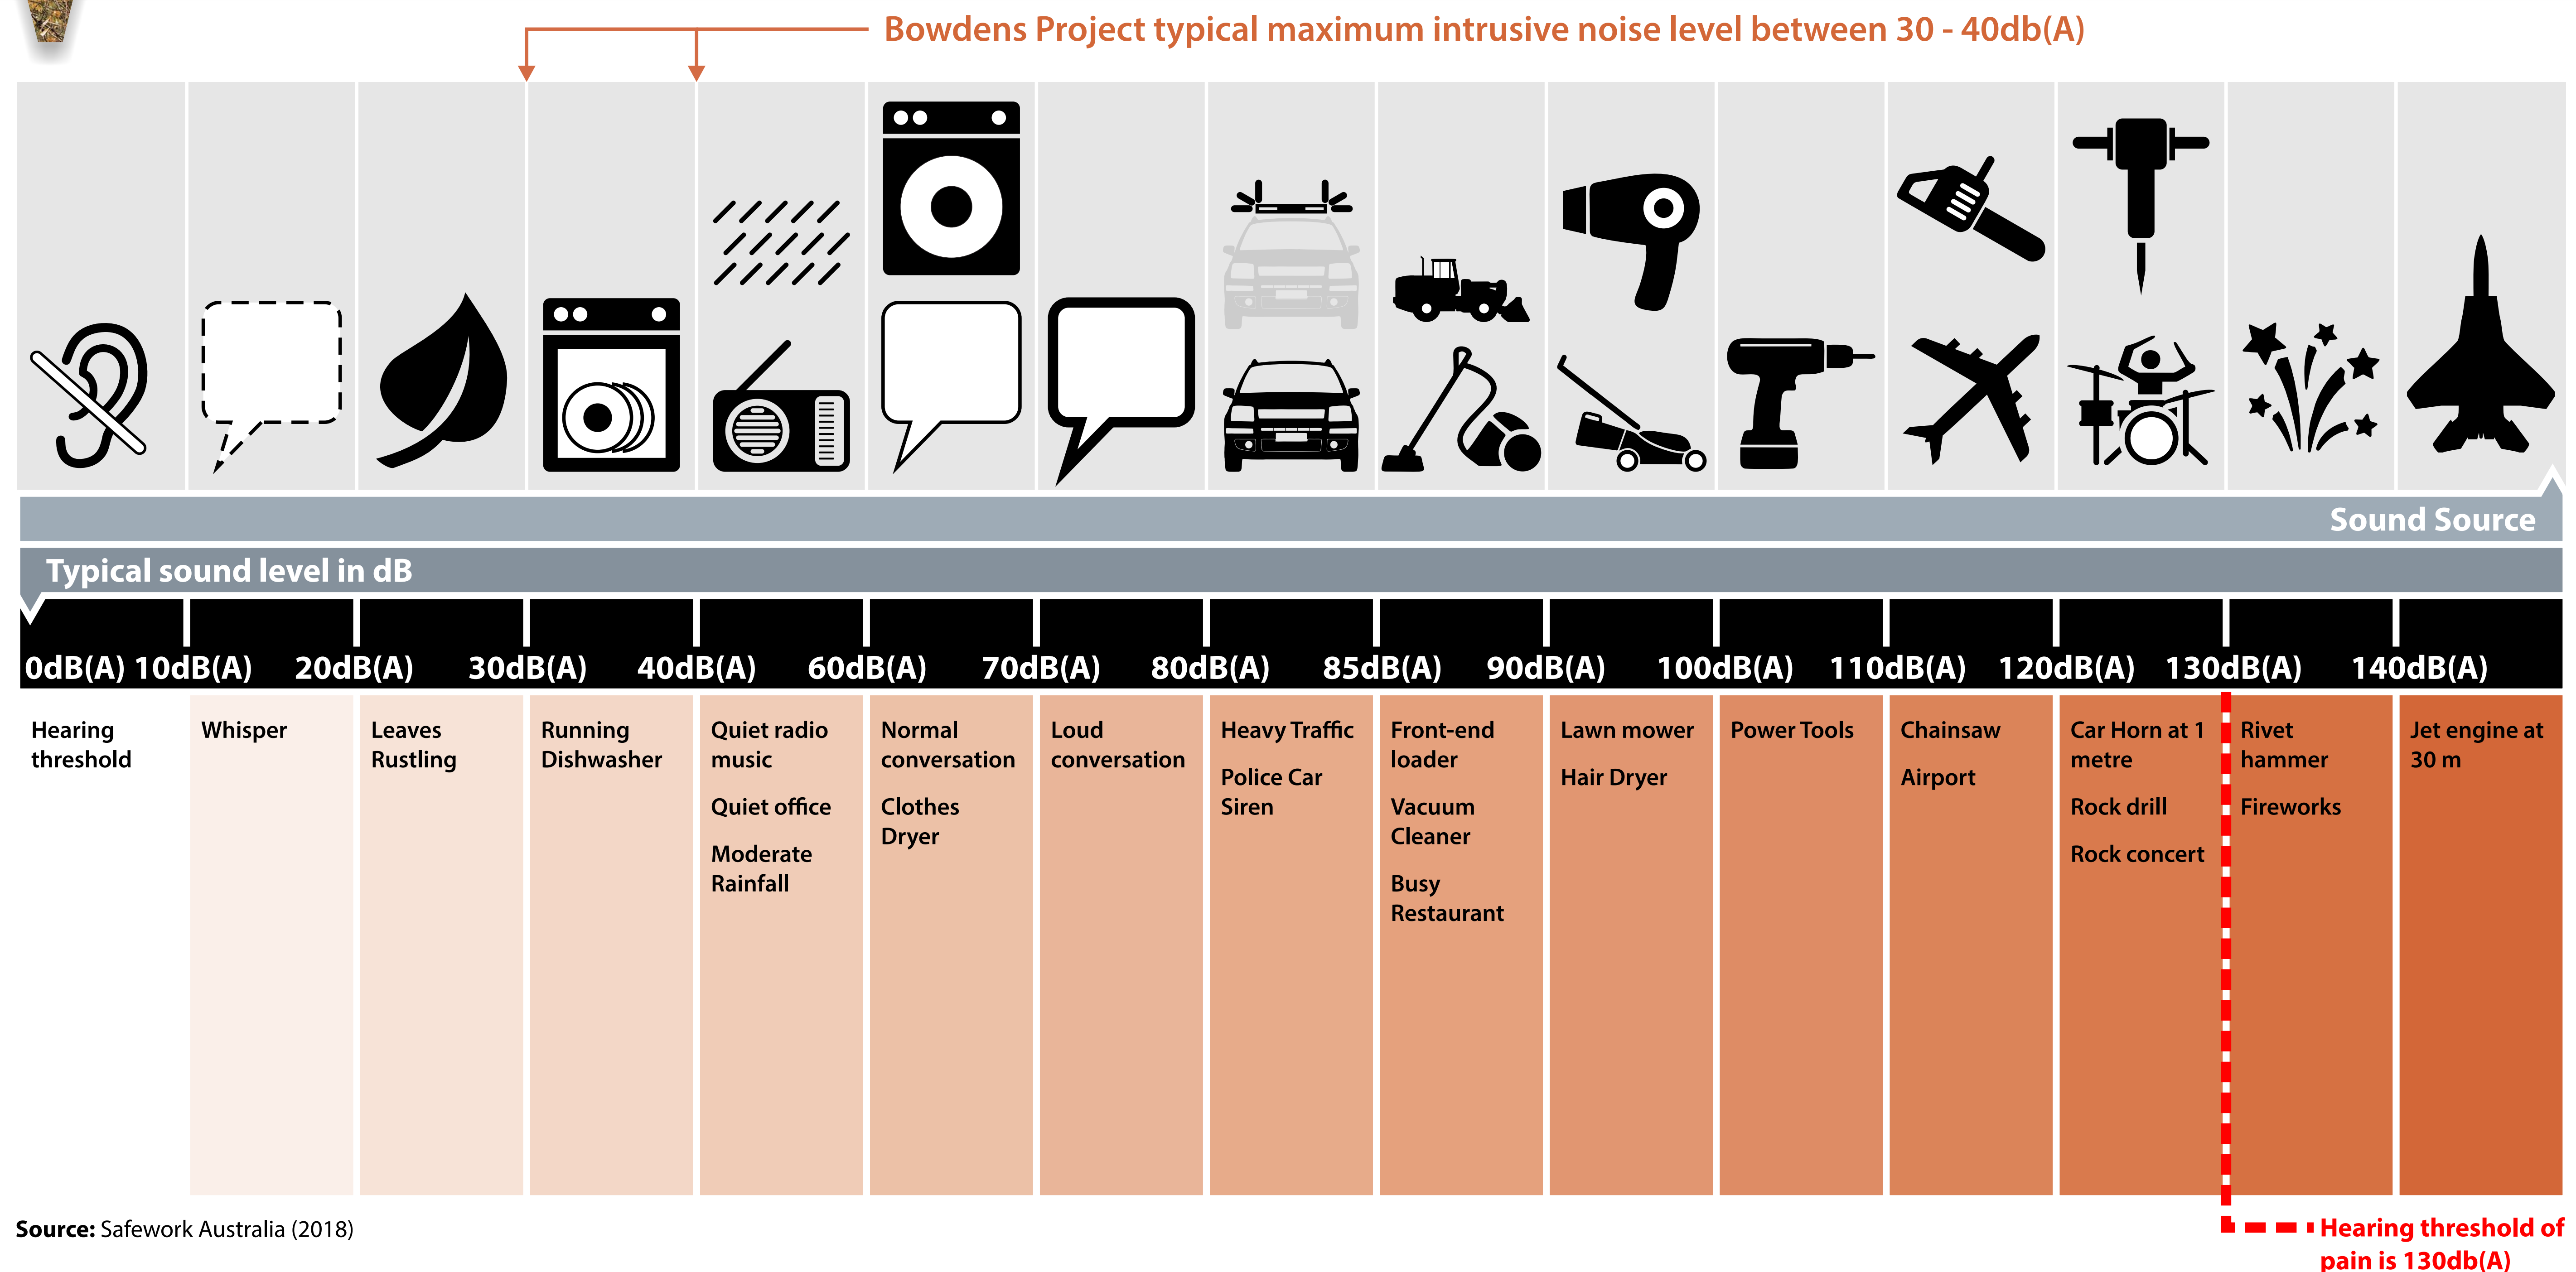 Bowdens Project typical maximum intrusive noise level between 30 - 40db(A)
Sound Source
Typical sound level in dB
0dB(A) 10dB(A) 20dB(A) 30dB(A) 40dB(A) 60dB(A) 70dB(A) 80dB(A) 85dB(A) 90dB(A) 100dB(A) 110dB(A) 120dB(A) 130dB(A) 140dB(A)
Hearing
threshold
Whisper
Leaves
Rustling
Running
Dishwasher
Quiet radio
music
Quiet office
Moderate
Rainfall
Normal
conversation
Clothes
Dryer
Loud
conversation
Heavy Traffic
Police Car
Siren
Front-end
loader
Vacuum
Cleaner
Busy
Restaurant
Lawn mower
Hair Dryer
Power Tools
Chainsaw
Airport
Car Horn at 1
metre
Rock drill
Rock concert
Rivet
hammer
Fireworks
Jet engine at
30 m
Source: Safework Australia (2018)
Hearing threshold of
pain is 130db(A)